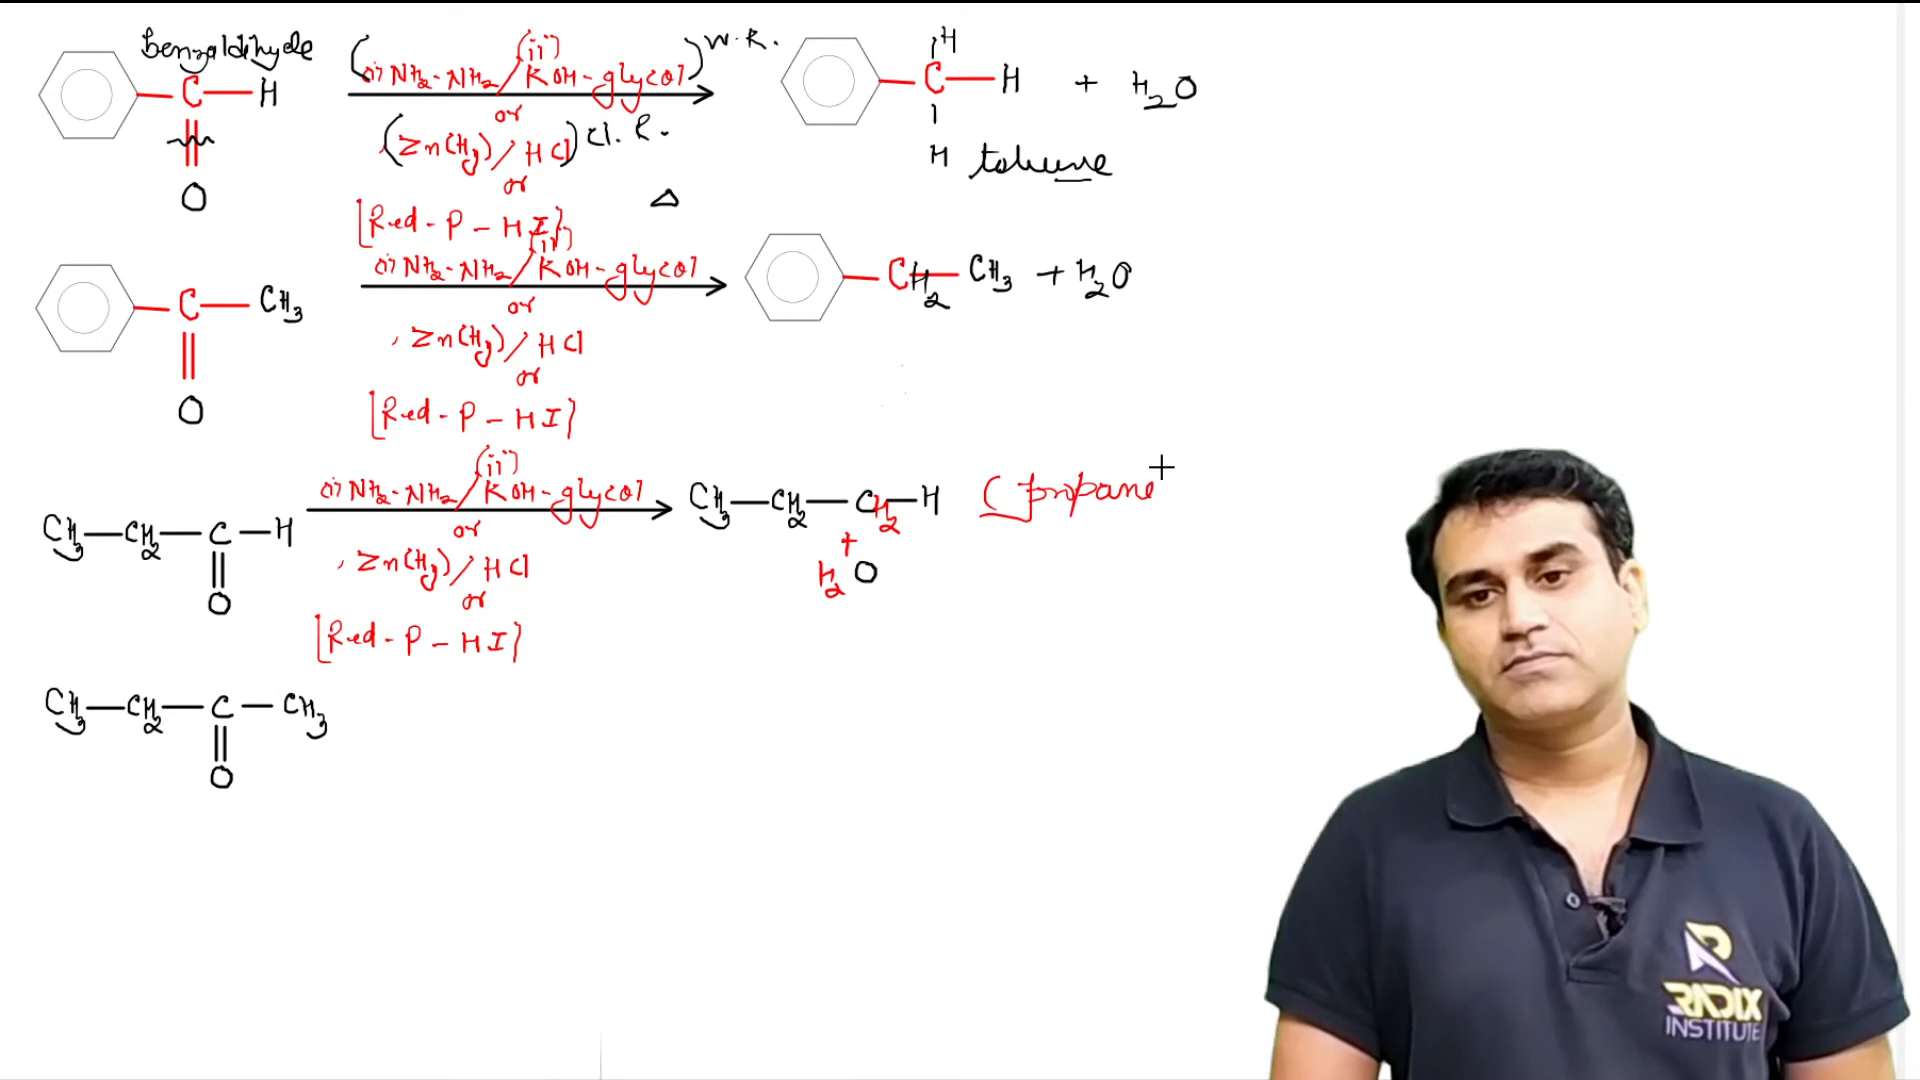 benzaldihyde
C—H
O
(i) NH2-NH2/(ii) KOH-glycol) W.R.
or
(Zn(Hg)/HCl) Cl. R.
or
[Red-P-HI] Δ
H
C—H + H2O
H toluene
C—CH3
O
(i) NH2-NH2/(ii) KOH-glycol
or
, Zn(Hg)/HCl
or
[Red-P-HI]
CH2—CH3 + H2O
CH3—CH2—C—H
O
(i) NH2-NH2/(ii) KOH-glycol
or
, Zn(Hg)/HCl
or
[Red-P-HI]
CH3—CH2—CH2—H (propane
+
H2O
CH3—CH2—C—CH3
O
RADIX
INSTITUTE